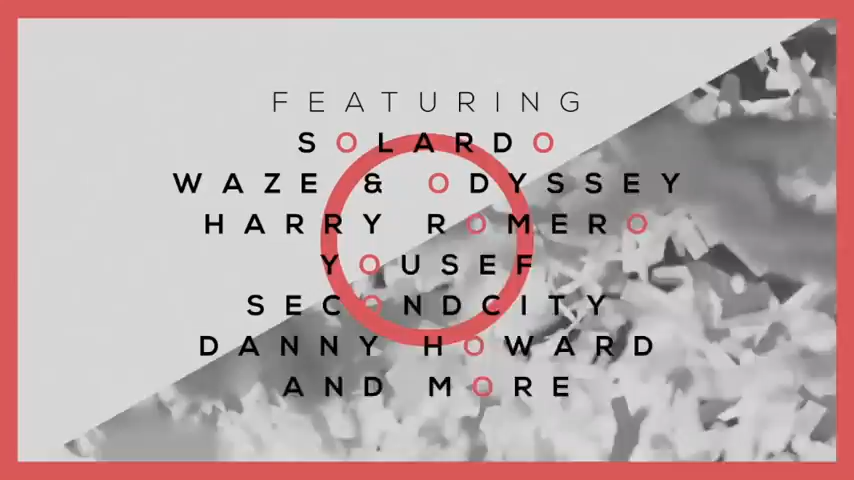 FEATURING
SOLARDO
WAZE & ODYSSEY
HARRY ROMERO
YOUSEF
SECONDCITY
DANNY HOWARD
AND MORE